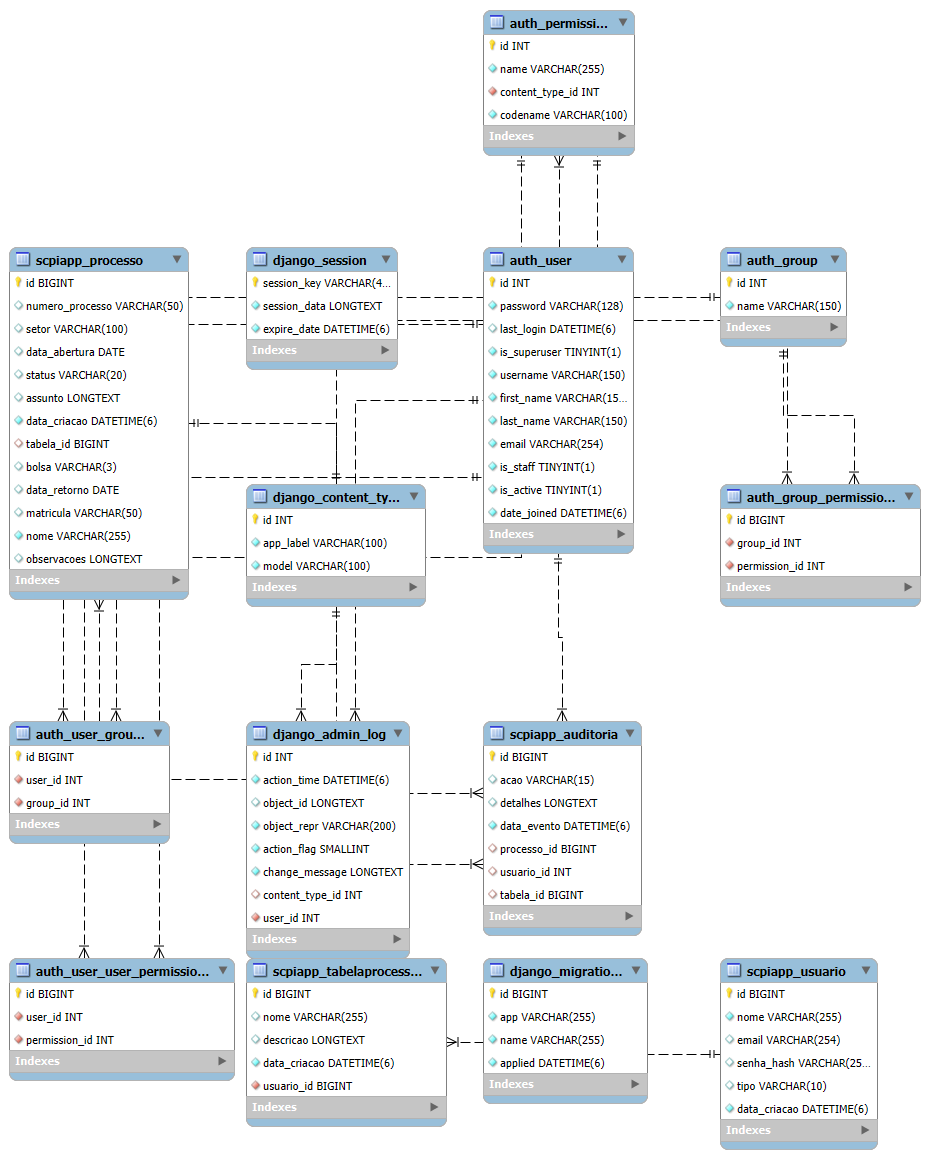 auth_permissi...
id INT
name VARCHAR(255)
content_type_id INT
codename VARCHAR(100)
Indexes
scpiapp_processo
id BIGINT
numero_processo VARCHAR(50)
setor VARCHAR(100)
data_abertura DATE
status VARCHAR(20)
assunto LONGTEXT
data_criacao DATETIME(6)
tabela_id BIGINT
bolsa VARCHAR(3)
data_retorno DATE
matricula VARCHAR(50)
nome VARCHAR(255)
observacoes LONGTEXT
Indexes
django_session
session_key VARCHAR(4...
session_data LONGTEXT
expire_date DATETIME(6)
Indexes
auth_user
id INT
password VARCHAR(128)
last_login DATETIME(6)
is_superuser TINYINT(1)
username VARCHAR(150)
first_name VARCHAR(15...
last_name VARCHAR(150)
email VARCHAR(254)
is_staff TINYINT(1)
is_active TINYINT(1)
date_joined DATETIME(6)
Indexes
auth_group
id INT
name VARCHAR(150)
Indexes
django_content_ty...
id INT
app_label VARCHAR(100)
model VARCHAR(100)
Indexes
auth_group_permissio...
id BIGINT
group_id INT
permission_id INT
Indexes
auth_user_grou...
id BIGINT
user_id INT
group_id INT
Indexes
django_admin_log
id INT
action_time DATETIME(6)
object_id LONGTEXT
object_repr VARCHAR(200)
action_flag SMALLINT
change_message LONGTEXT
content_type_id INT
user_id INT
Indexes
scpiapp_auditoria
id BIGINT
acao VARCHAR(15)
detalhes LONGTEXT
data_evento DATETIME(6)
processo_id BIGINT
usuario_id INT
tabela_id BIGINT
Indexes
auth_user_user_permissio...
id BIGINT
user_id INT
permission_id INT
Indexes
scpiapp_tabelaprocess...
id BIGINT
nome VARCHAR(255)
descricao LONGTEXT
data_criacao DATETIME(6)
usuario_id BIGINT
Indexes
django_migratio...
id BIGINT
app VARCHAR(255)
name VARCHAR(255)
applied DATETIME(6)
Indexes
scpiapp_usuario
id BIGINT
nome VARCHAR(255)
email VARCHAR(254)
senha_hash VARCHAR(25...
tipo VARCHAR(10)
data_criacao DATETIME(6)
Indexes